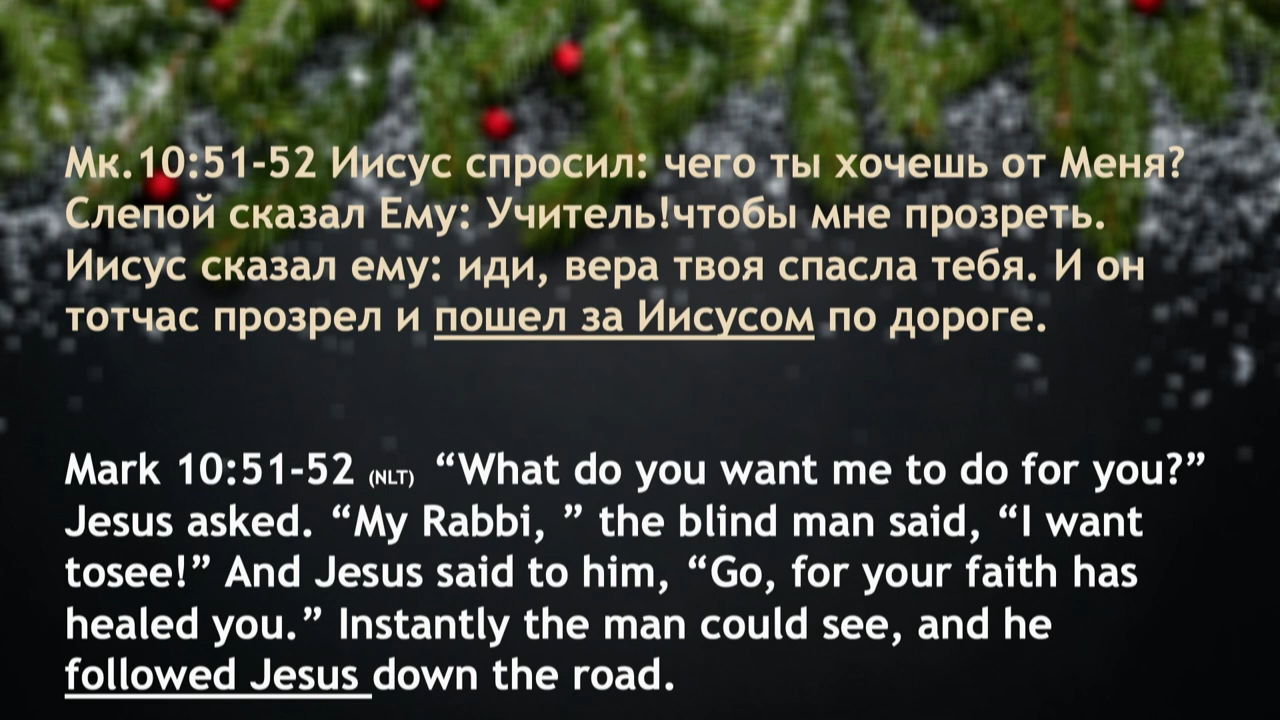 Мк.10:51-52 Иисус спросил: чего ты хочешь от Меня?
Слепой сказал Ему: Учитель!чтобы мне прозреть.
Иисус сказал ему: иди, вера твоя спасла тебя. И он
тотчас прозрел и пошел за Иисусом по дороге.
Mark 10:51-52 (NLT) “What do you want me to do for you?”
Jesus asked. “My Rabbi, ” the blind man said, “I want
tosee!” And Jesus said to him, “Go, for your faith has
healed you.” Instantly the man could see, and he
followed Jesus down the road.